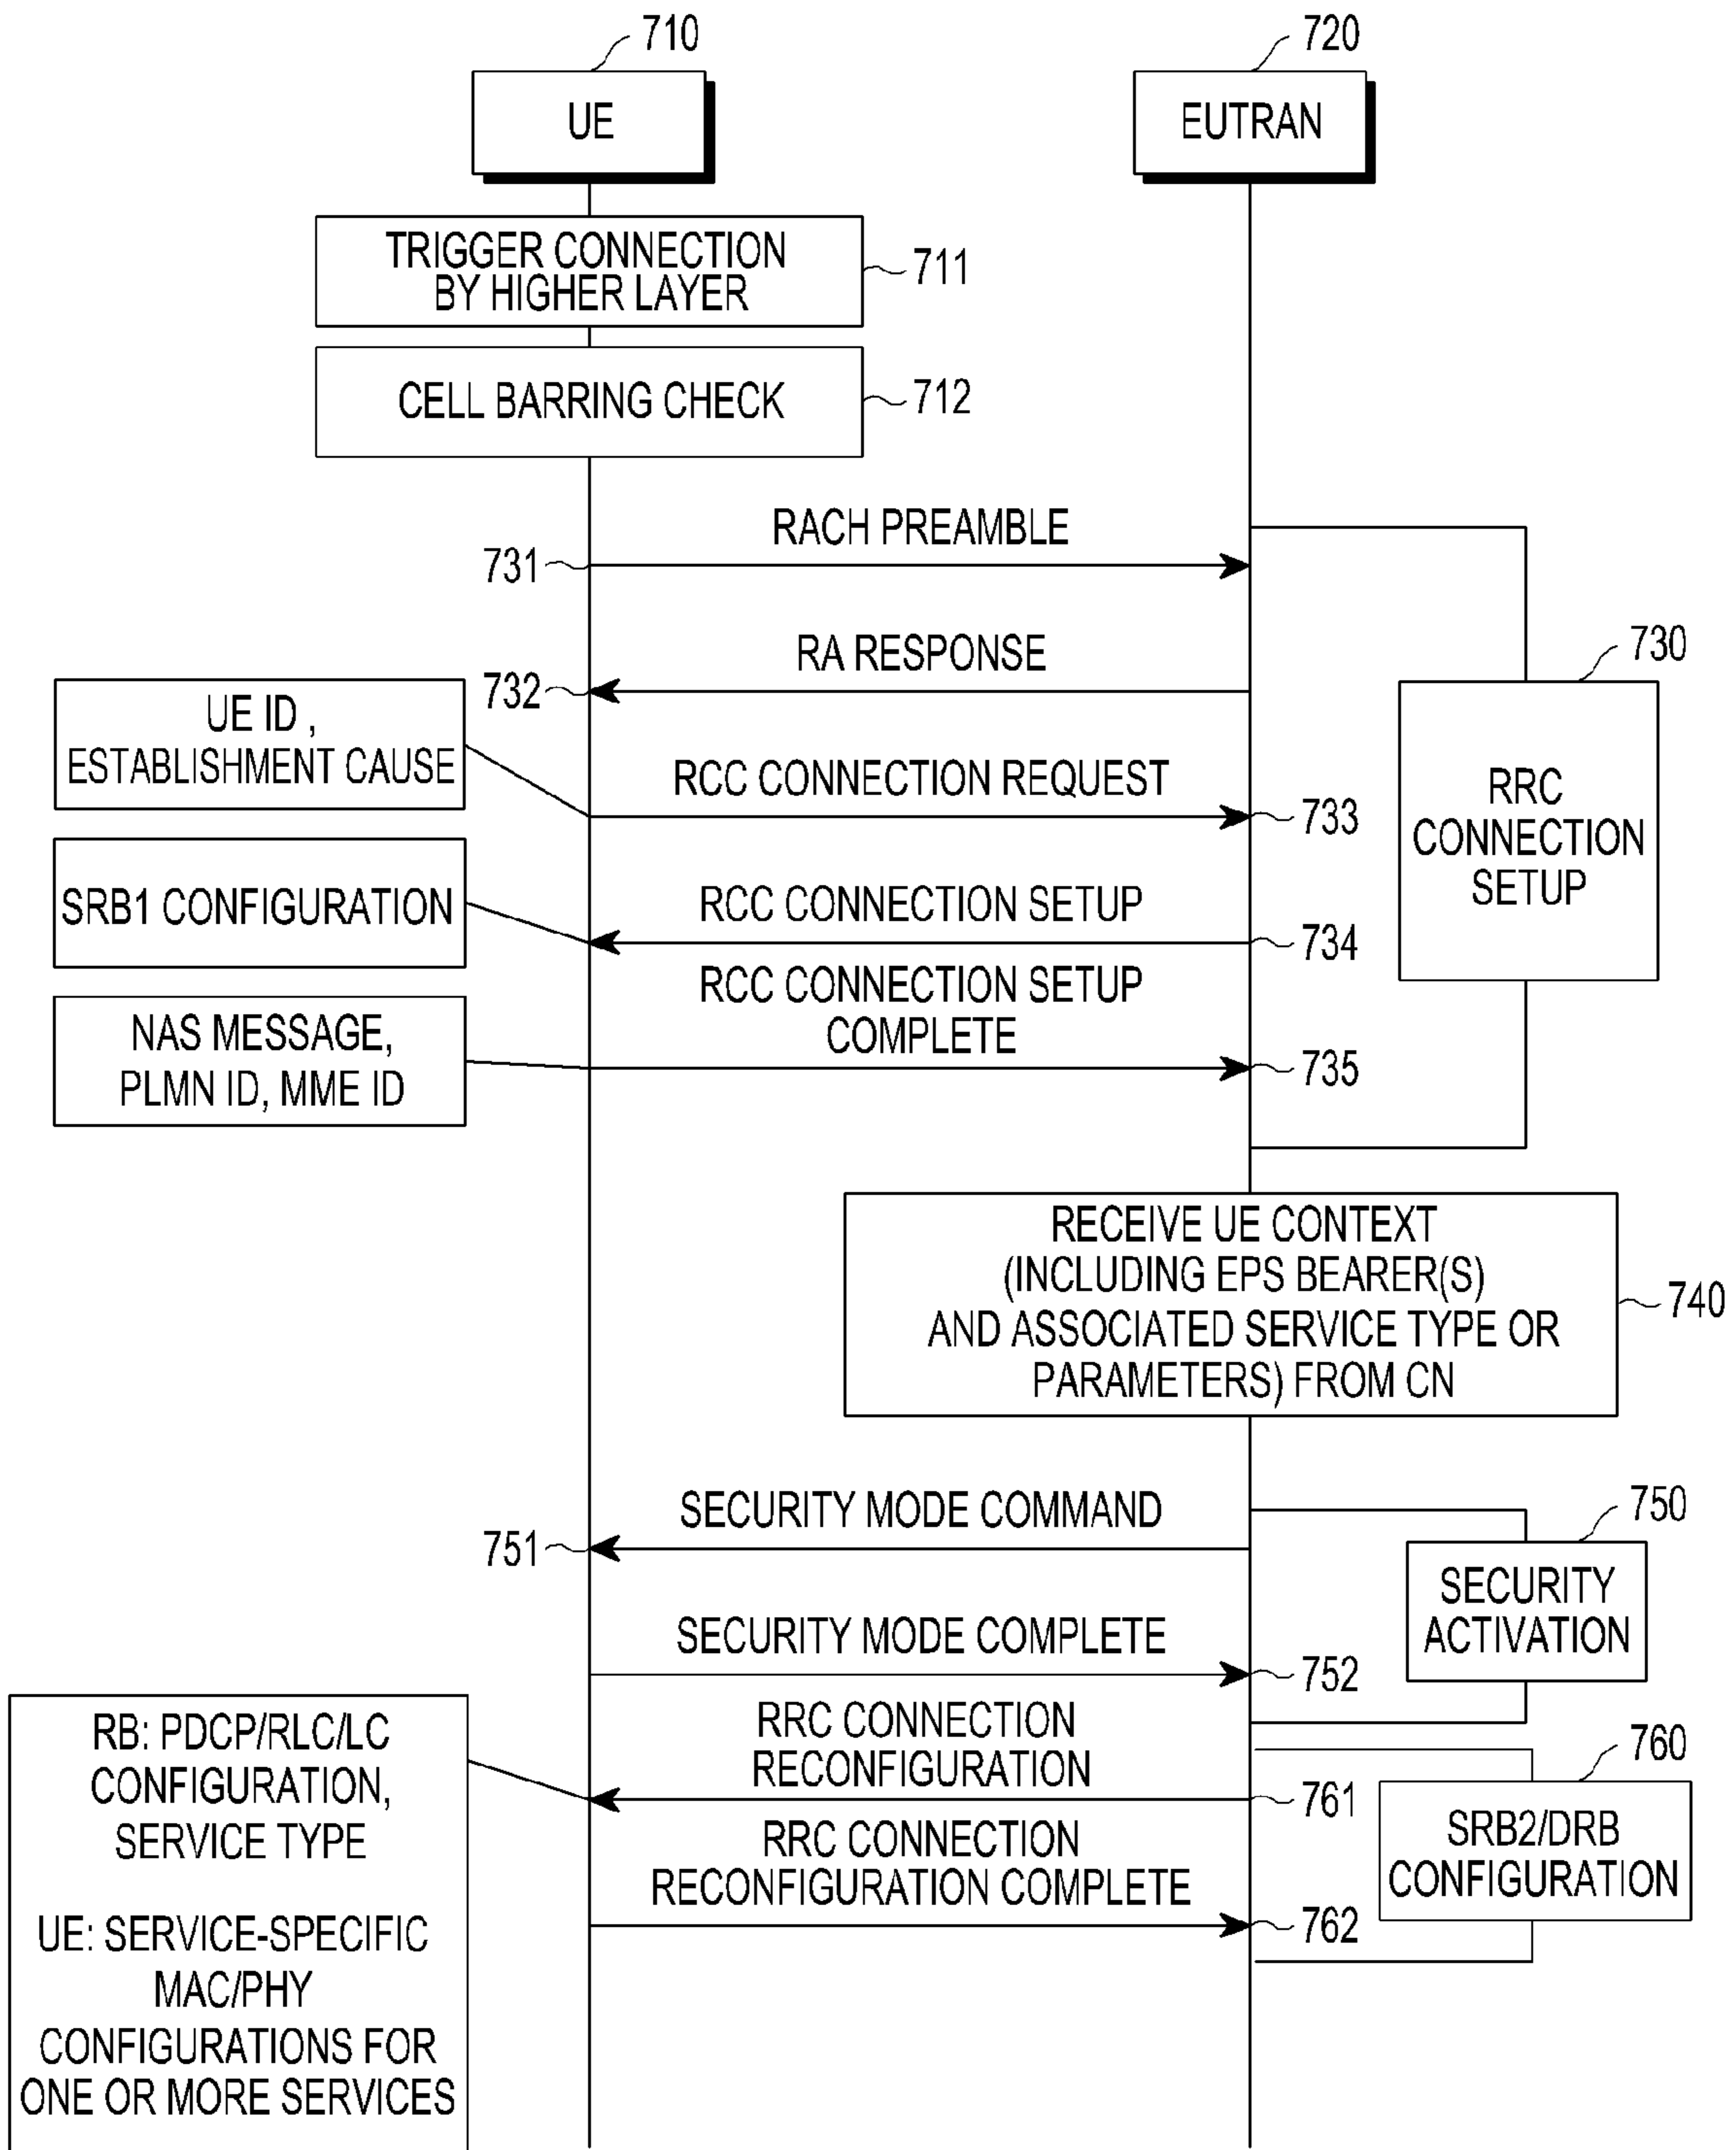 710
720
UE
EUTRAN
TRIGGER CONNECTION
BY HIGHER LAYER
711
CELL BARRING CHECK
712
RACH PREAMBLE
731
RA RESPONSE
732
730
UE ID ,
ESTABLISHMENT CAUSE
RCC CONNECTION REQUEST
733
RRC
CONNECTION
SETUP
SRB1 CONFIGURATION
RCC CONNECTION SETUP
734
NAS MESSAGE,
PLMN ID, MME ID
RCC CONNECTION SETUP
COMPLETE
735
RECEIVE UE CONTEXT
(INCLUDING EPS BEARER(S)
AND ASSOCIATED SERVICE TYPE OR
PARAMETERS) FROM CN
740
SECURITY MODE COMMAND
751
750
SECURITY
ACTIVATION
SECURITY MODE COMPLETE
752
RB: PDCP/RLC/LC
CONFIGURATION,
SERVICE TYPE
UE: SERVICE-SPECIFIC
MAC/PHY
CONFIGURATIONS FOR
ONE OR MORE SERVICES
RRC CONNECTION
RECONFIGURATION
761
760
SRB2/DRB
CONFIGURATION
RRC CONNECTION
RECONFIGURATION COMPLETE
762